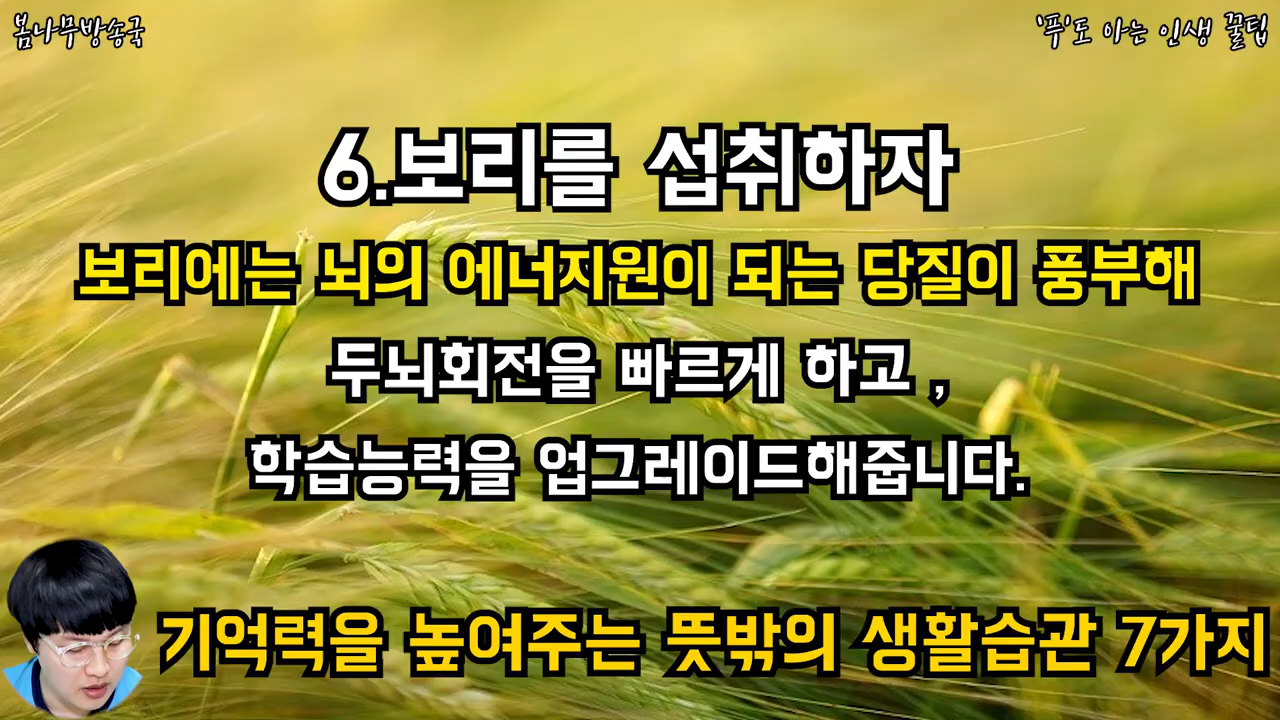 봄나무방송국
'푸'도 아는 인생 꿀팁
6.보리를 섭취하자
보리에는 뇌의 에너지원이 되는 당질이 풍부해
두뇌회전을 빠르게 하고 ,
학습능력을 업그레이드해줍니다.
기억력을 높여주는 뜻밖의 생활습관 7가지